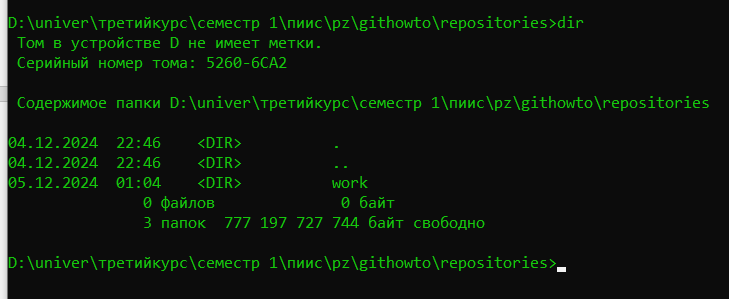 D:\univer\третийкурс\семестр 1\пиис\pz\githowto\repositories>dir
Том в устройстве D не имеет метки.
Серийный номер тома: 5260-6CA2
Содержимое папки D:\univer\третийкурс\семестр 1\пиис\pz\githowto\repositories
04.12.2024  22:46    <DIR>          .
04.12.2024  22:46    <DIR>          ..
05.12.2024  01:04    <DIR>          work
0 файлов              0 байт
3 папок  777 197 727 744 байт свободно
D:\univer\третийкурс\семестр 1\пиис\pz\githowto\repositories>